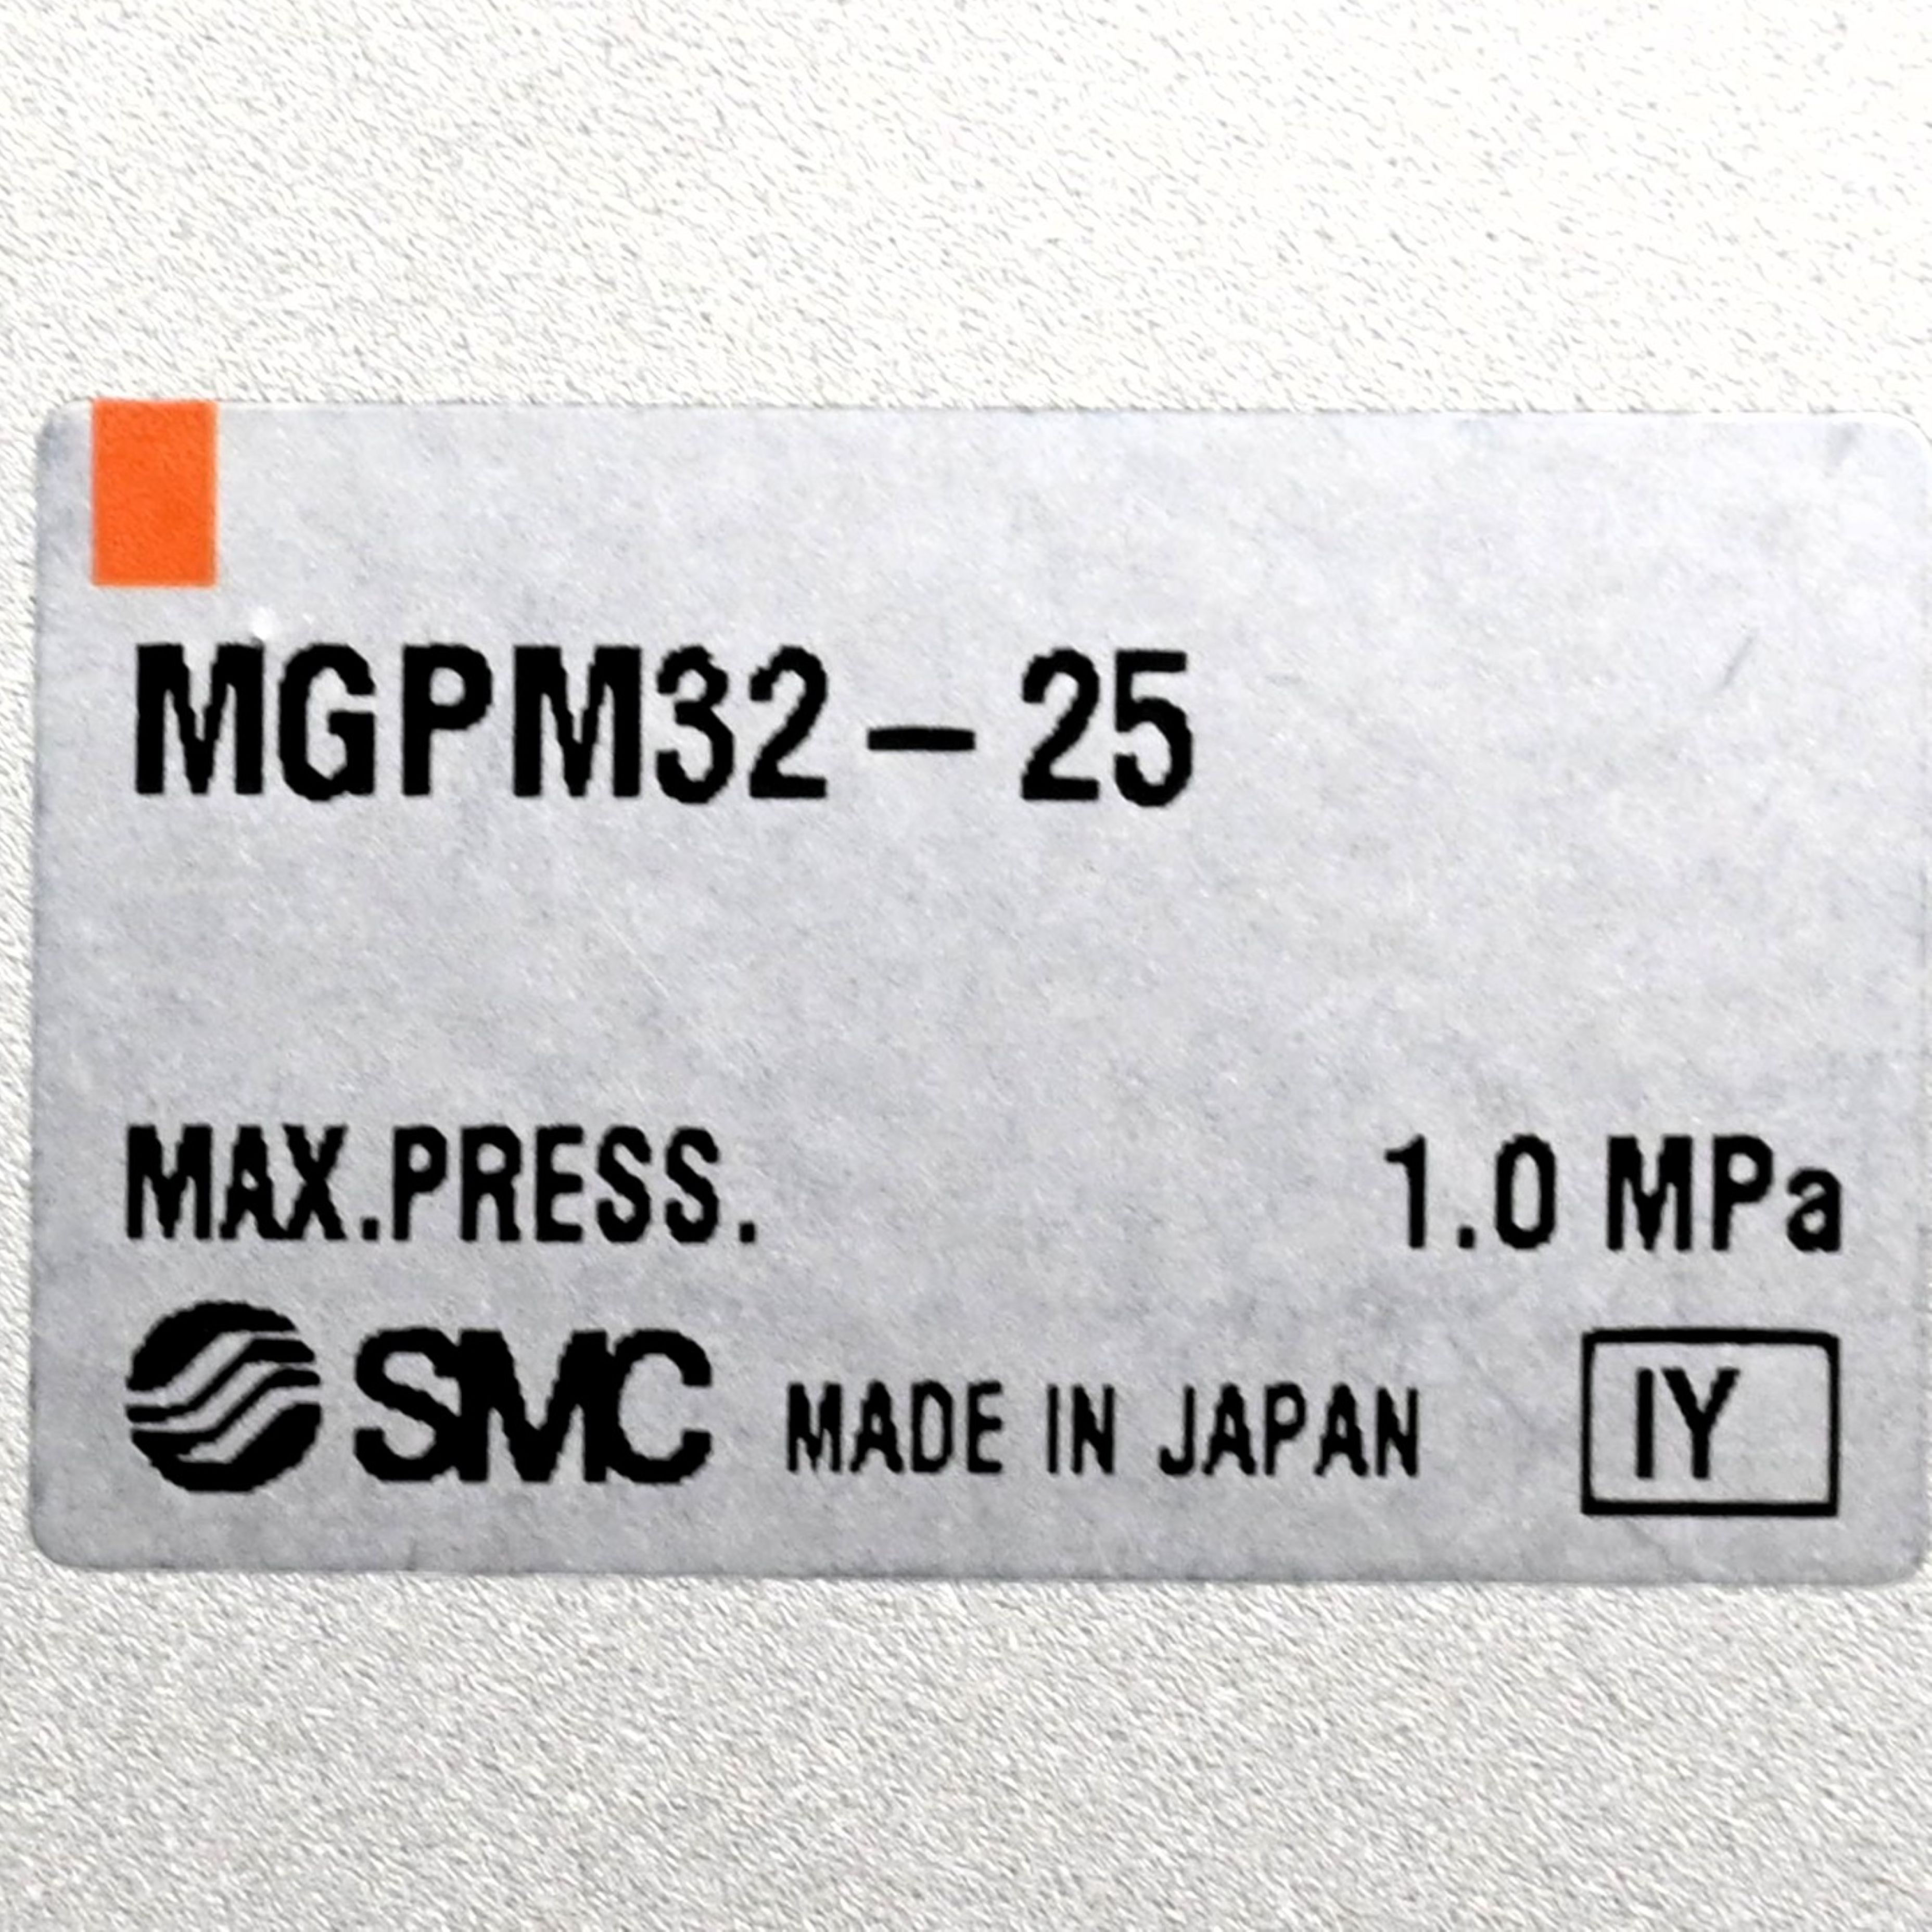 MGPM32-25
MAX.PRESS. 1.0 MPa
SMC MADE IN JAPAN IY